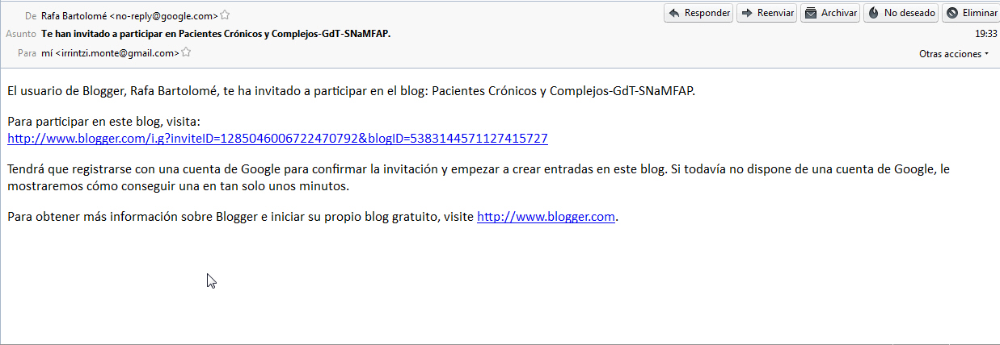 De Rafa Bartolomé <no-reply@google.com>
Responder Reenviar Archivar No deseado Eliminar
Asunto Te han invitado a participar en Pacientes Crónicos y Complejos-GdT-SNaMFAP. 19:33
Para mí <irrintzi.monte@gmail.com> Otras acciones
El usuario de Blogger, Rafa Bartolomé, te ha invitado a participar en el blog: Pacientes Crónicos y Complejos-GdT-SNaMFAP.
Para participar en este blog, visita:
http://www.blogger.com/i.g?inviteID=1285046006722470792&blogID=5383144571127415727
Tendrá que registrarse con una cuenta de Google para confirmar la invitación y empezar a crear entradas en este blog. Si todavía no dispone de una cuenta de Google, le
mostraremos cómo conseguir una en tan solo unos minutos.
Para obtener más información sobre Blogger e iniciar su propio blog gratuito, visite http://www.blogger.com.